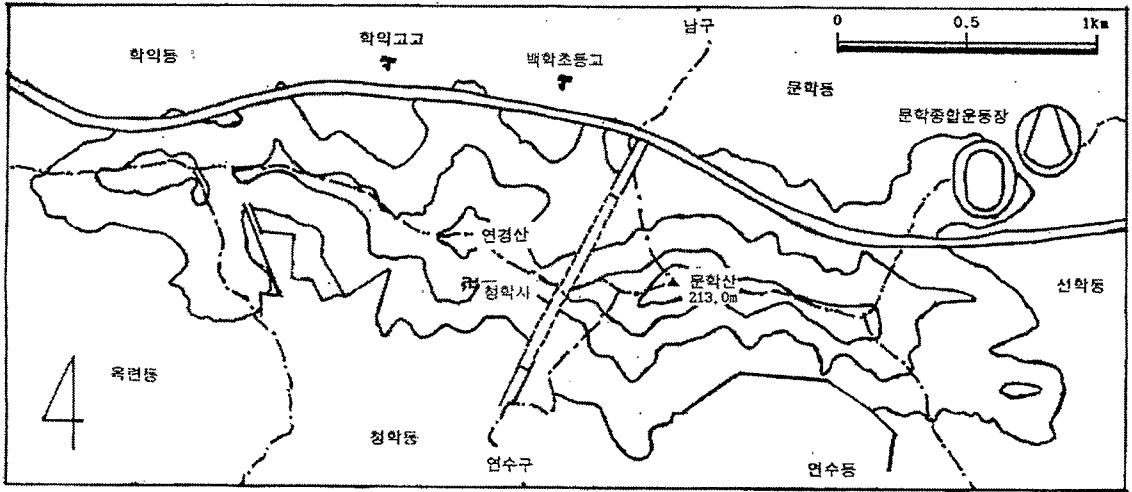 남구
0 0.5 1km
학익동
학익고교
백학초등교
문학동
문학종합운동장
연경산
청학사
문학산
213.0m
선학동
옥련동
청학동
연수구
연수동